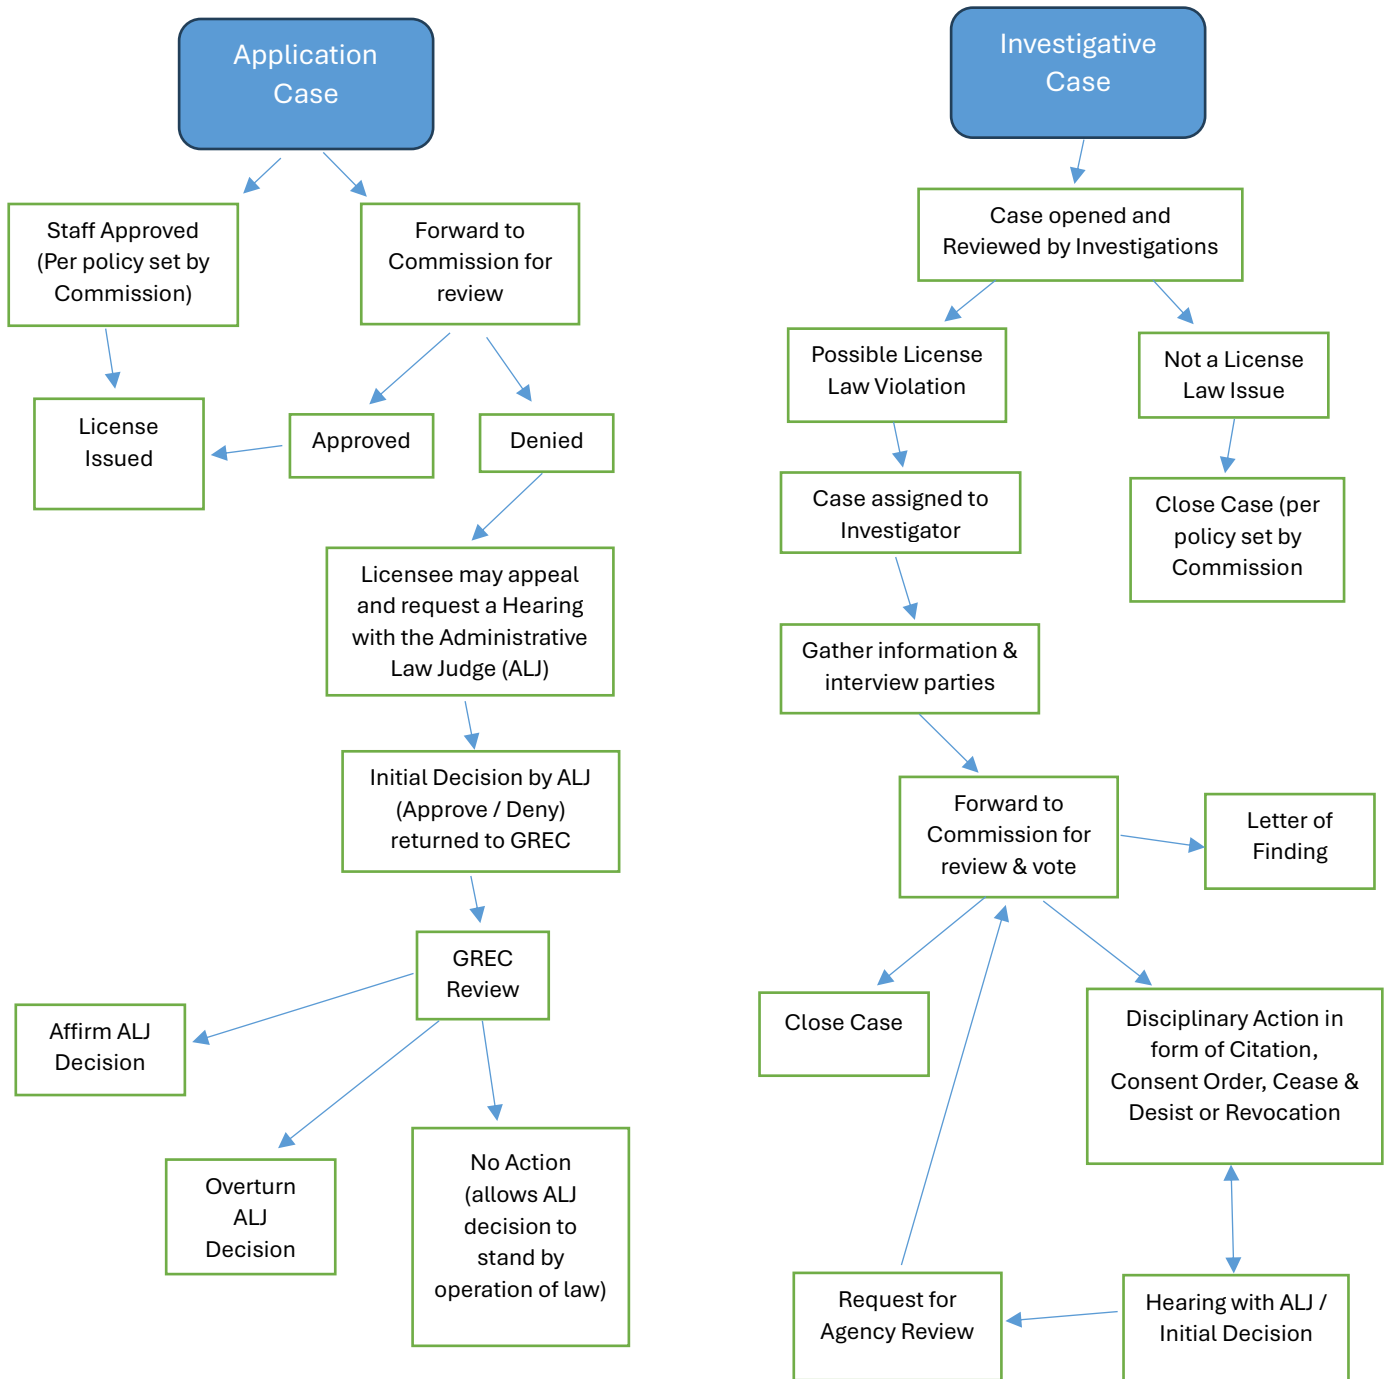 Application
Case
Staff Approved
(Per policy set by
Commission)
Forward to
Commission for
review
License
Issued
Approved
Denied
Licensee may appeal
and request a Hearing
with the Administrative
Law Judge (ALJ)
Initial Decision by ALJ
(Approve / Deny)
returned to GREC
GREC
Review
Affirm ALJ
Decision
Overturn
ALJ
Decision
No Action
(allows ALJ
decision to
stand by
operation of law)
Investigative
Case
Case opened and
Reviewed by Investigations
Possible License
Law Violation
Not a License
Law Issue
Case assigned to
Investigator
Close Case (per
policy set by
Commission
Gather information &
interview parties
Forward to
Commission for
review & vote
Letter of
Finding
Close Case
Disciplinary Action in
form of Citation,
Consent Order, Cease &
Desist or Revocation
Request for
Agency Review
Hearing with ALJ /
Initial Decision